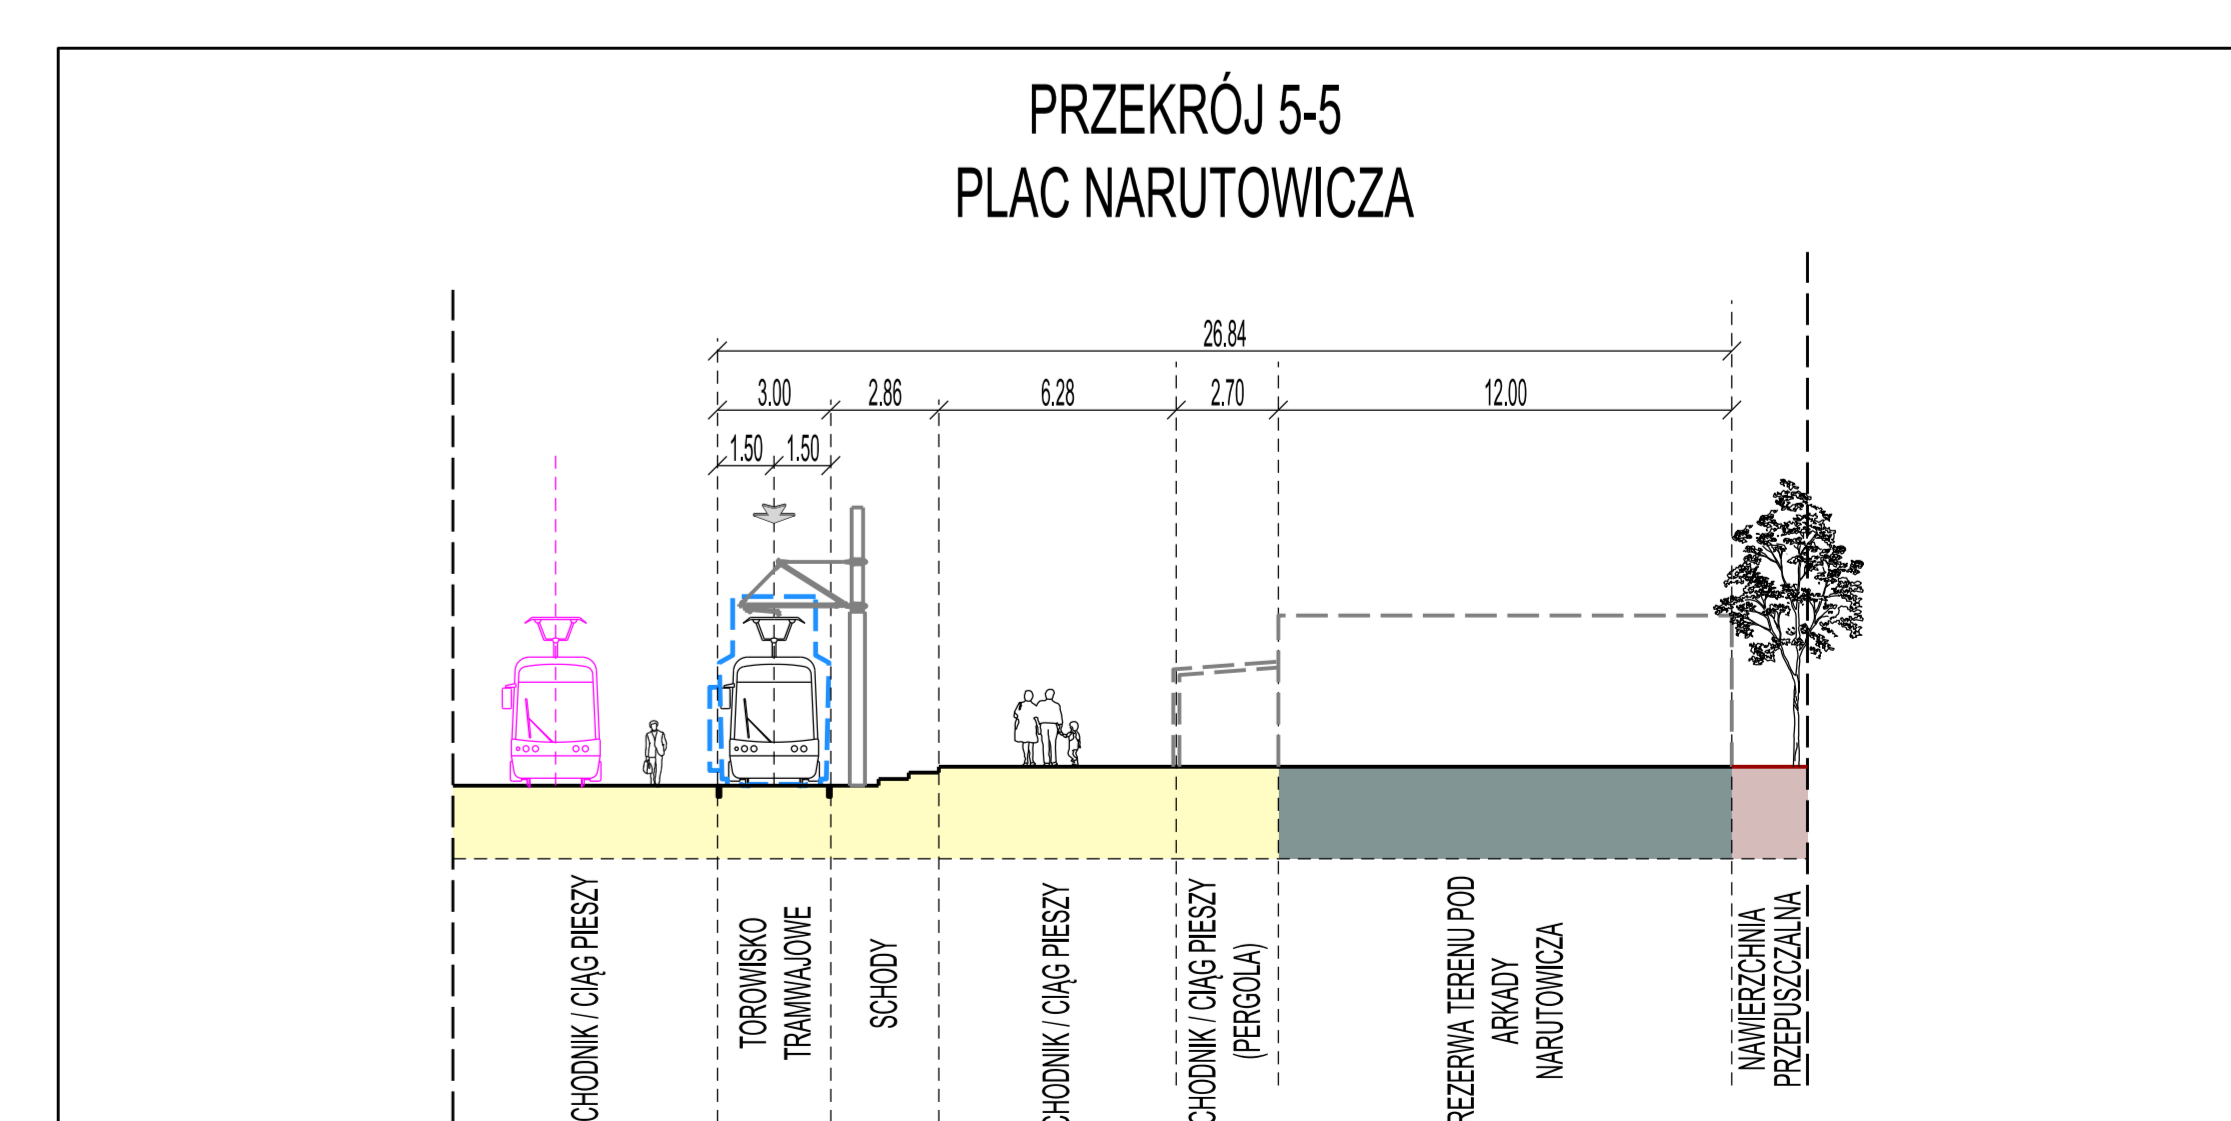 PRZEKRÓJ 5-5
PLAC NARUTOWICZA
26.84
3.00
2.86
6.28
2.70
12.00
1.50
1.50
CHODNIK / CIĄG PIESZY
TOROWISKO
TRAMWAJOWE
SCHODY
CHODNIK / CIĄG PIESZY
CHODNIK / CIĄG PIESZY
(PERGOLA)
REZERWA TERENU POD
ARKADY
NARUTOWICZA
NAWIERZCHNIA
PRZEPUSZCZALNA